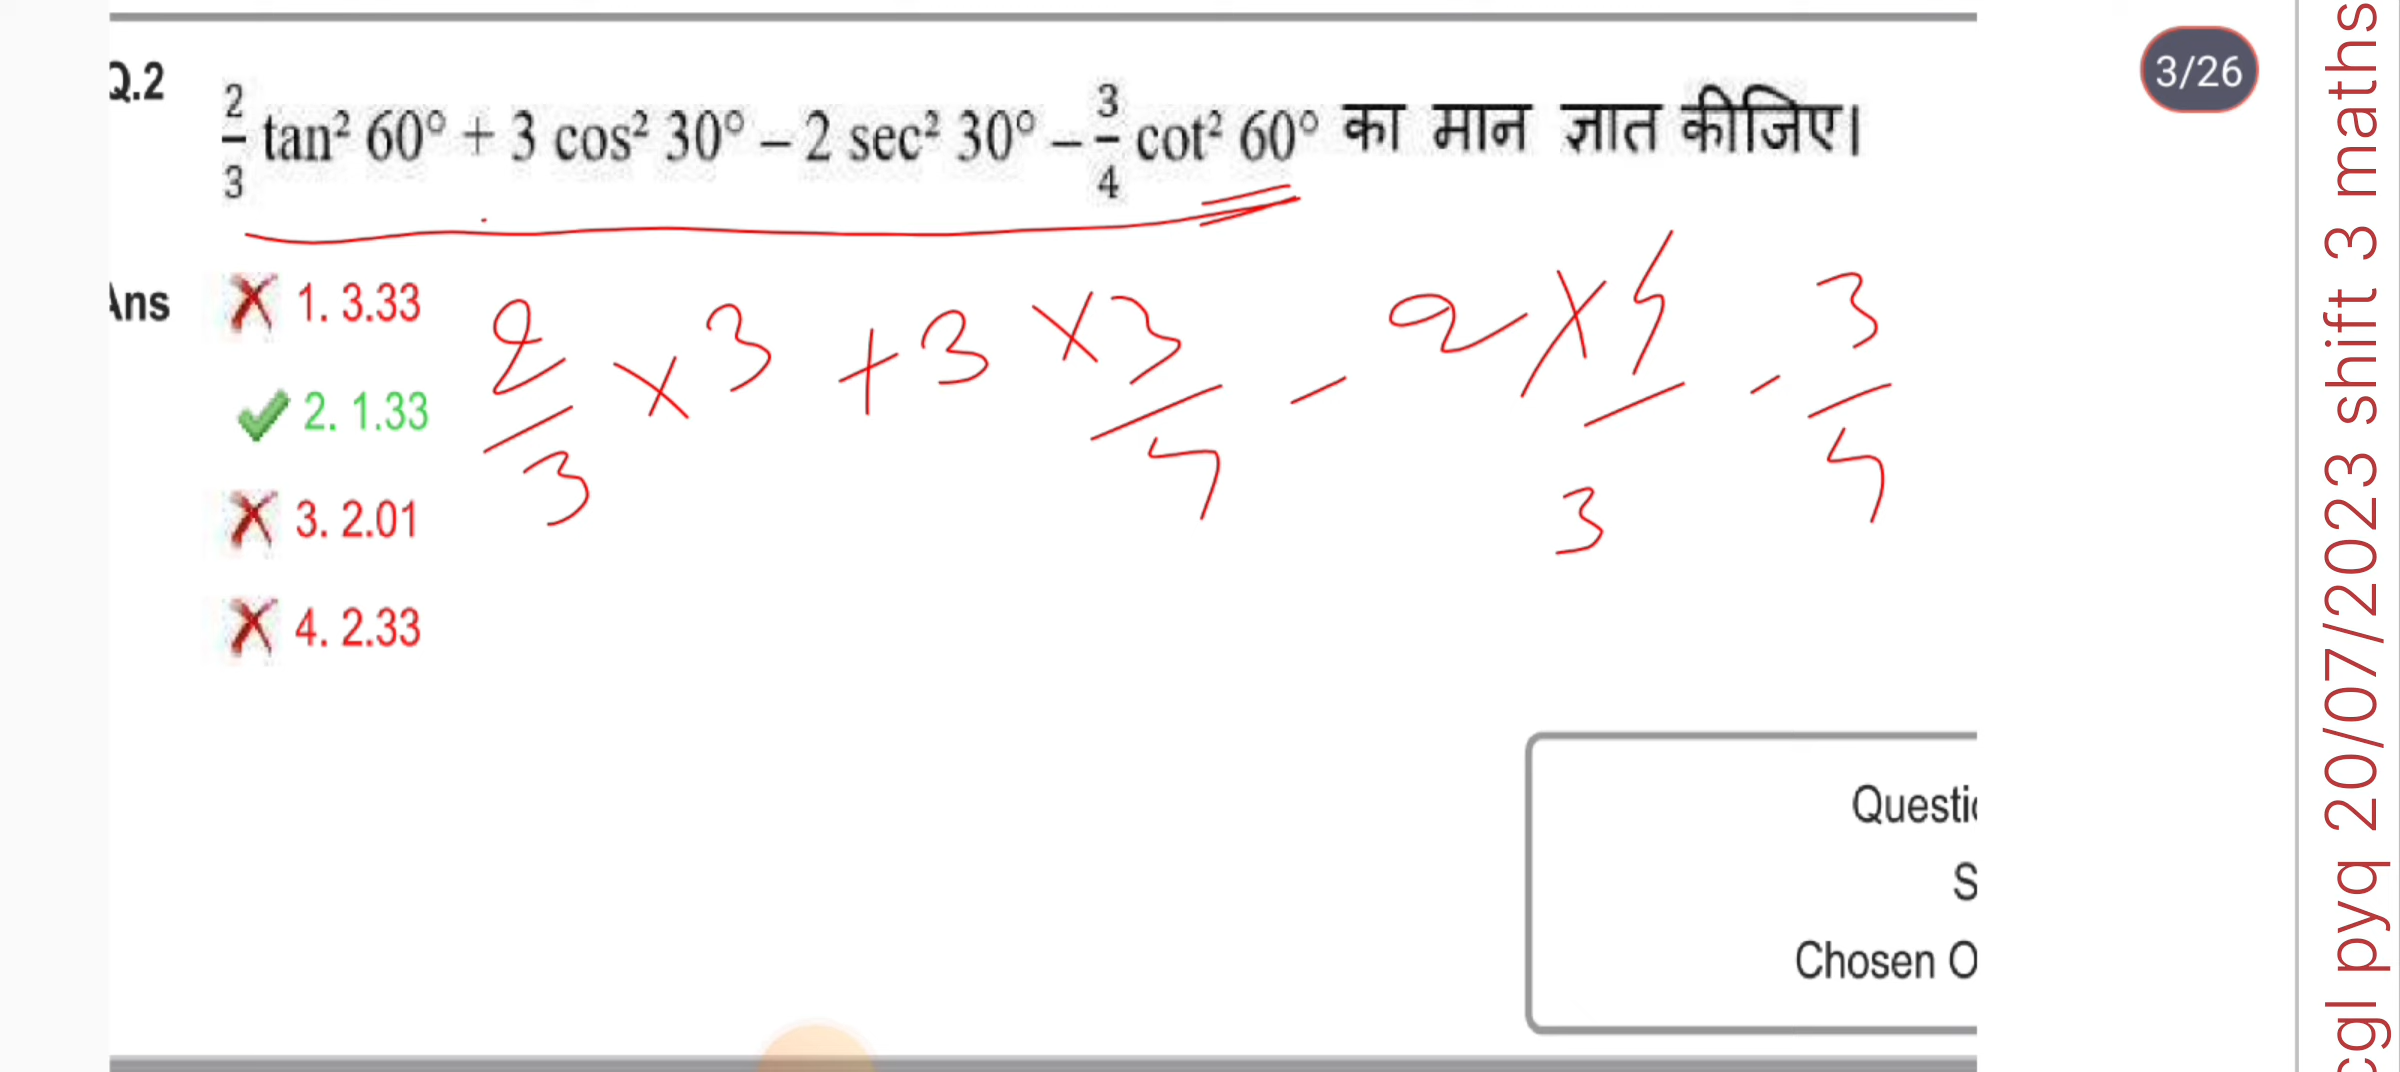 Q.2 2/3 tan² 60° + 3 cos² 30° – 2 sec² 30° – 3/4 cot² 60° का मान ज्ञात कीजिए।
3/26
Ans 1. 3.33
2. 1.33
3. 2.01
4. 2.33
2/3 × 3 + 3 × 3/4 - 2 × 4/3 - 3/4
Questio
S
Chosen O
cgl pyq 20/07/2023 shift 3 maths